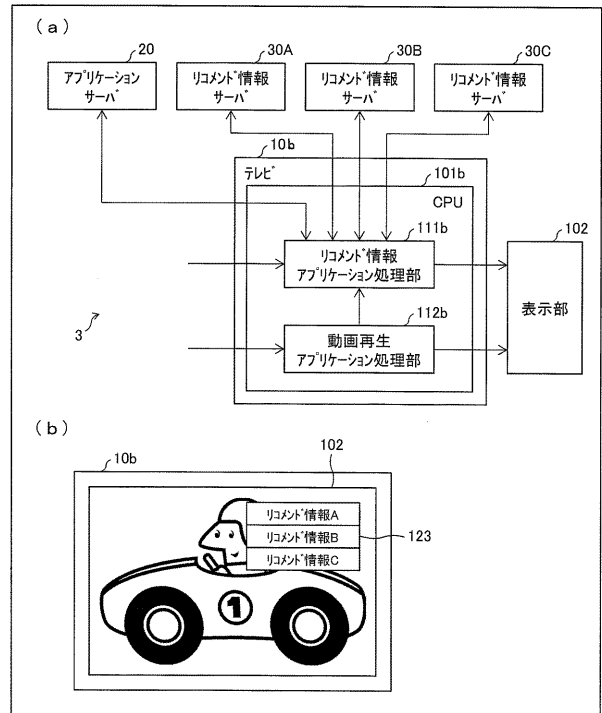 (a)
20
30A
30B
30C
アプリケーション
サーバ
リコメンド情報
サーバ
リコメンド情報
サーバ
リコメンド情報
サーバ
10b
テレビ
101b
CPU
111b
リコメンド情報
アプリケーション処理部
102
表示部
112b
動画再生
アプリケーション処理部
3
(b)
10b
102
リコメンド情報A
リコメンド情報B
リコメンド情報C
123
1